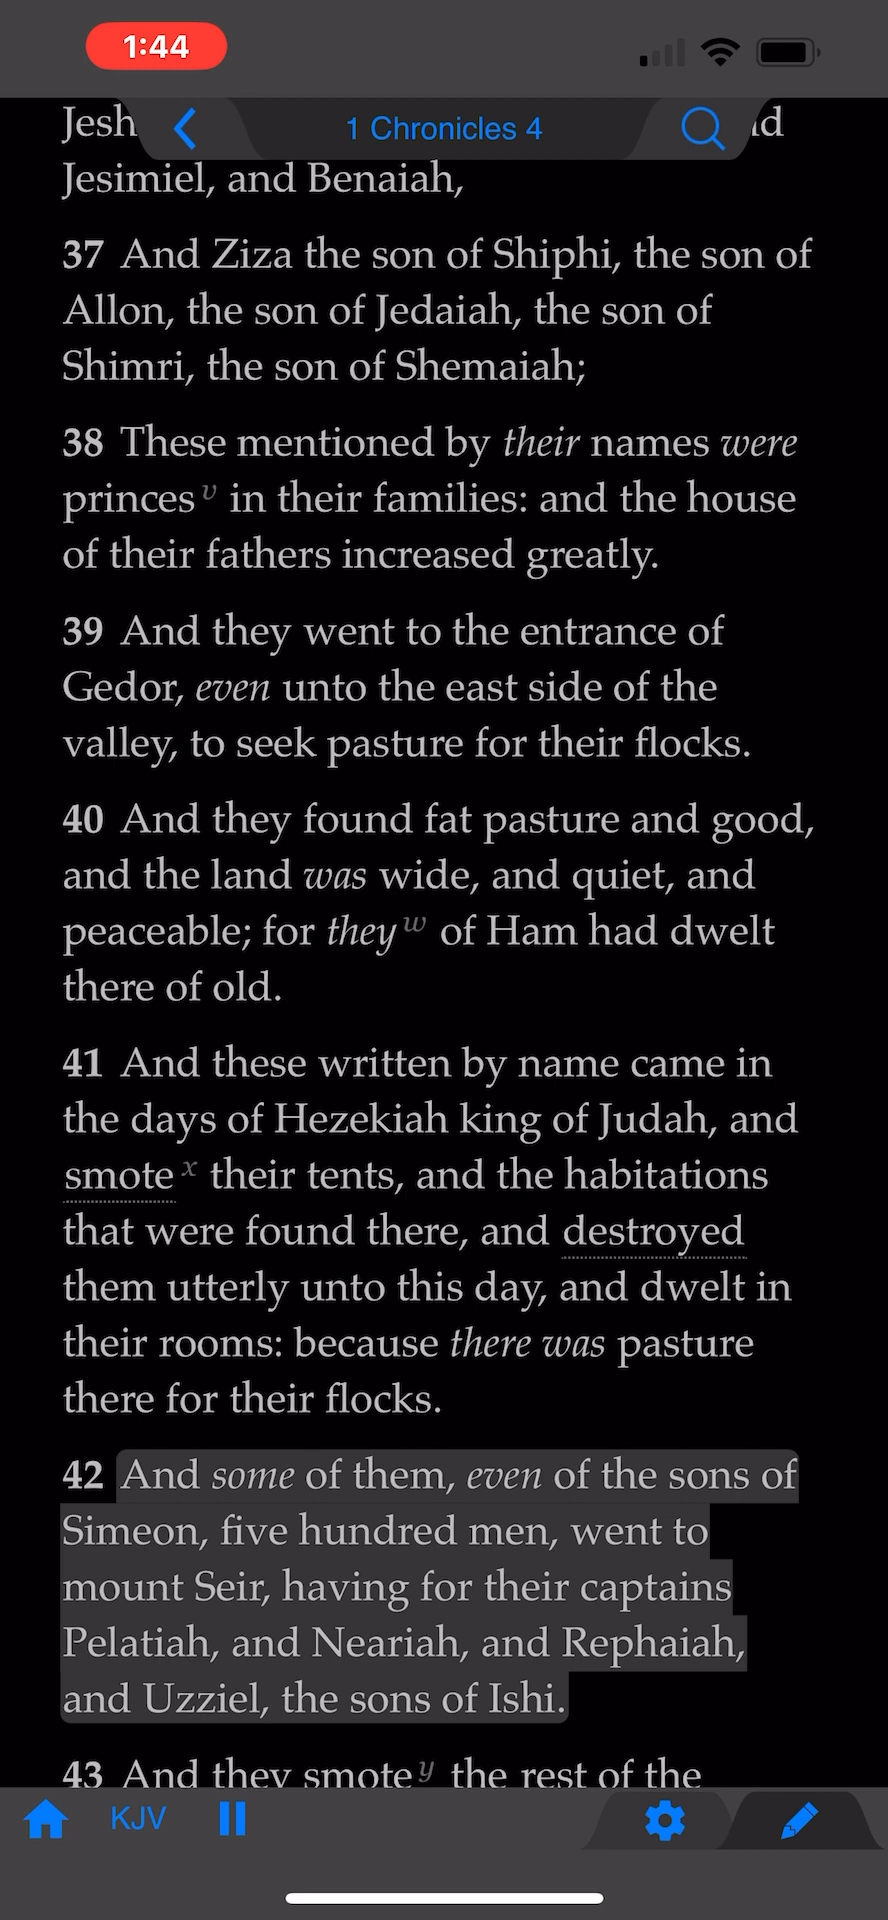 1:44
Jesh
1 Chronicles 4
Jesimiel, and Benaiah,
37 And Ziza the son of Shiphi, the son of
Allon, the son of Jedaiah, the son of
Shimri, the son of Shemaiah;
38 These mentioned by their names were
princes v in their families: and the house
of their fathers increased greatly.
39 And they went to the entrance of
Gedor, even unto the east side of the
valley, to seek pasture for their flocks.
40 And they found fat pasture and good,
and the land was wide, and quiet, and
peaceable; for they w of Ham had dwelt
there of old.
41 And these written by name came in
the days of Hezekiah king of Judah, and
smote x their tents, and the habitations
that were found there, and destroyed
them utterly unto this day, and dwelt in
their rooms: because there was pasture
there for their flocks.
42 And some of them, even of the sons of
Simeon, five hundred men, went to
mount Seir, having for their captains
Pelatiah, and Neariah, and Rephaiah,
and Uzziel, the sons of Ishi.
43 And they smote y the rest of the
KJV